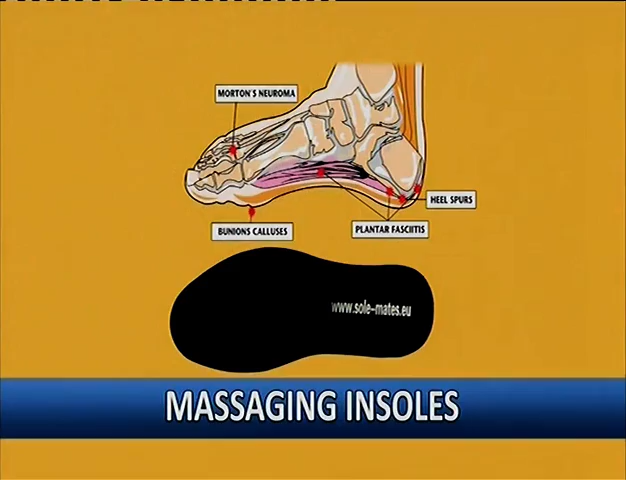 MORTON'S NEUROMA
HEEL SPURS
BUNIONS CALLUSES
PLANTAR FASCIITIS
www.sole-mates.eu
MASSAGING INSOLES